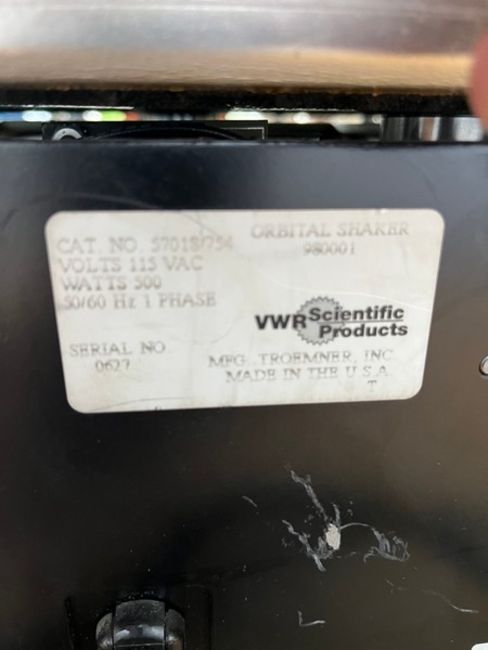 CAT. NO. 57018/754
ORBITAL SHAKER
980001
VOLTS 115 VAC
WATTS 500
50/60 Hz 1 PHASE
VWR Scientific
Products
SERIAL NO.
0627
MFG. TROEMNER, INC.
MADE IN THE U.S.A.
T